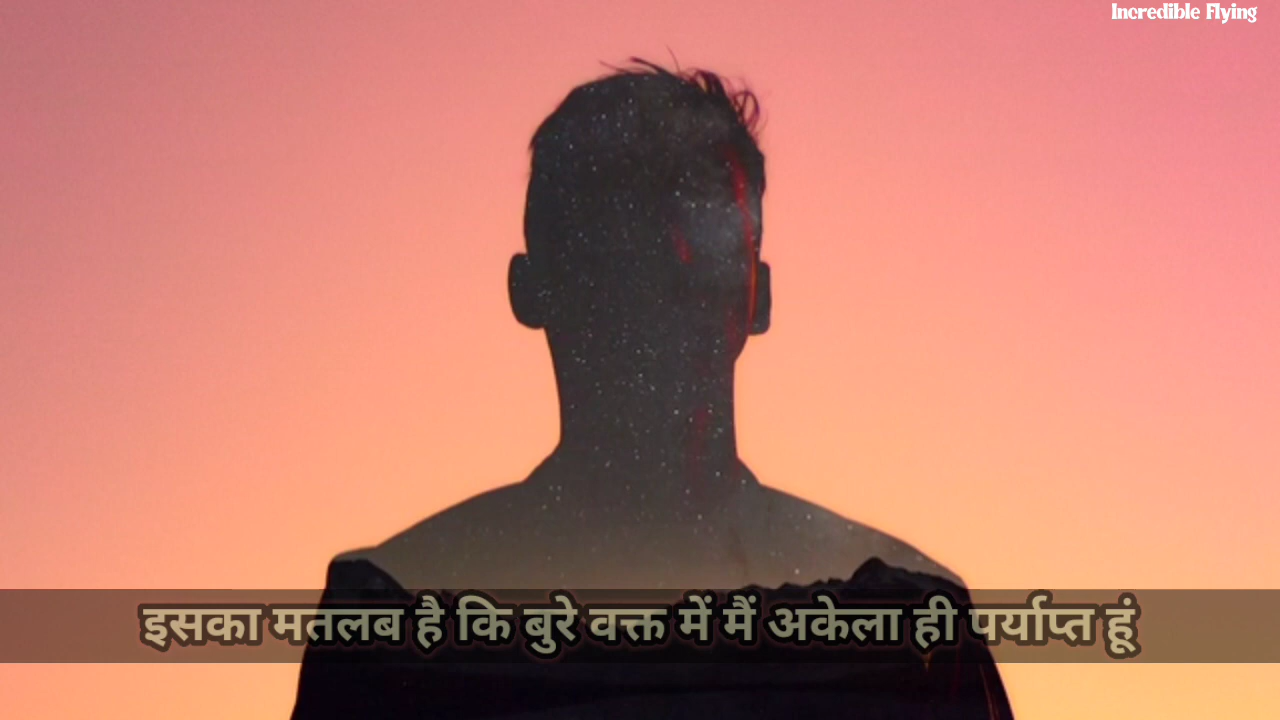 Incredible Flying
इसका मतलब है कि बुरे वक्त में मैं अकेला ही पर्याप्त हूं